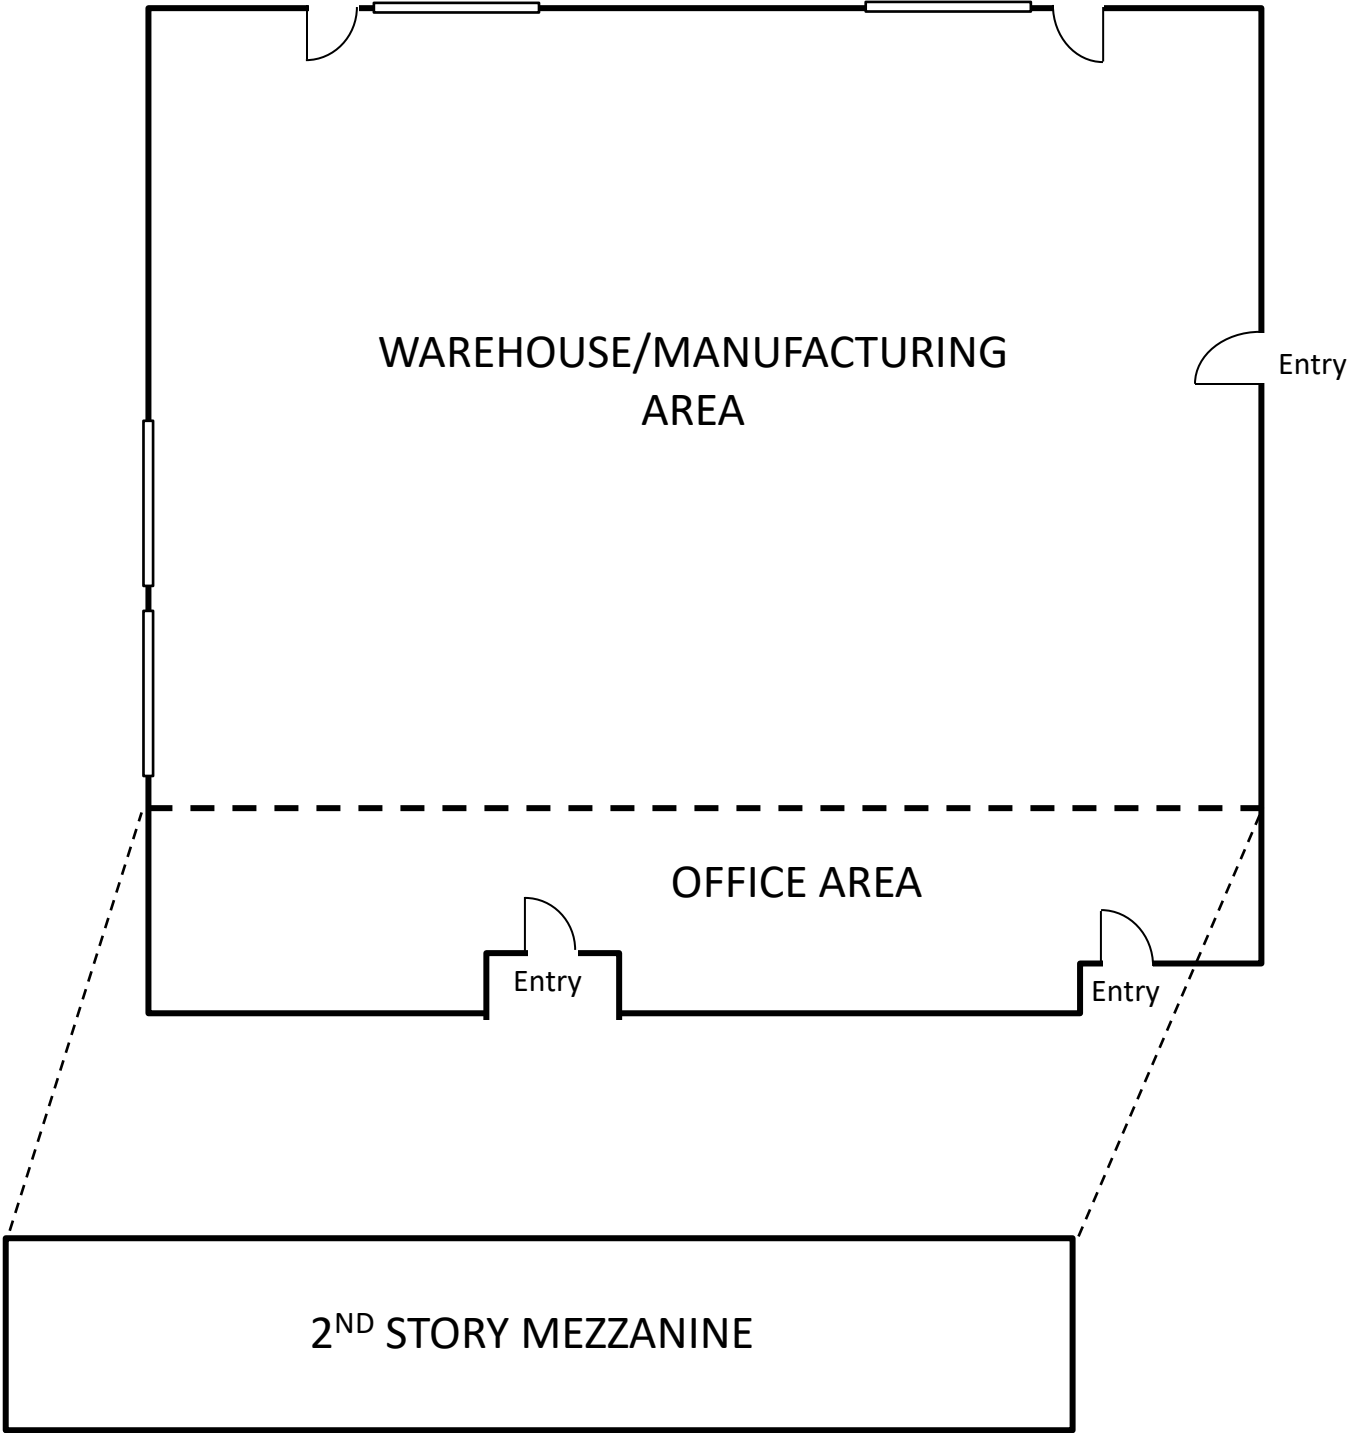 WAREHOUSE/MANUFACTURING
AREA
Entry
OFFICE AREA
Entry
Entry
2ND STORY MEZZANINE